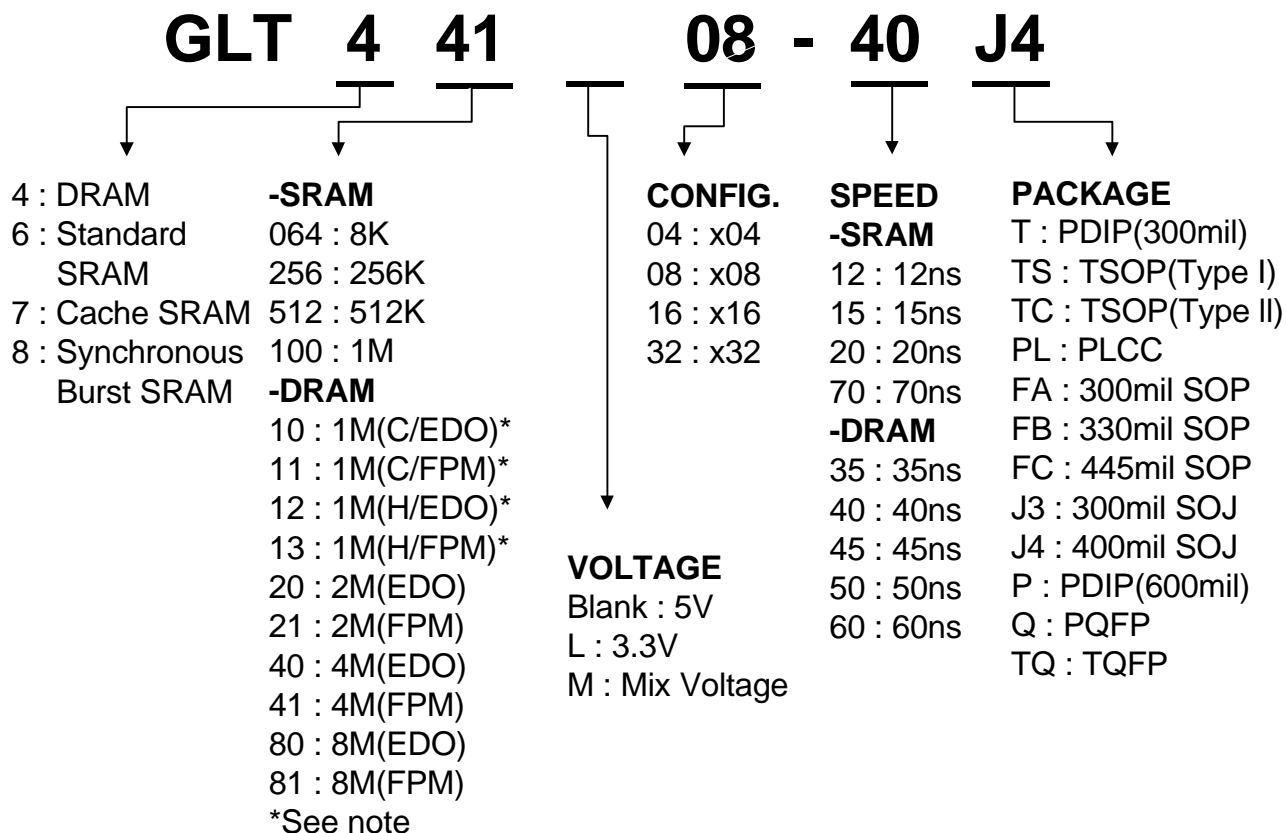 GLT 4 41 08 - 40 J4
4 : DRAM
6 : Standard
SRAM
7 : Cache SRAM
8 : Synchronous
Burst SRAM
-SRAM
064 : 8K
256 : 256K
512 : 512K
100 : 1M
-DRAM
10 : 1M(C/EDO)*
11 : 1M(C/FPM)*
12 : 1M(H/EDO)*
13 : 1M(H/FPM)*
20 : 2M(EDO)
21 : 2M(FPM)
40 : 4M(EDO)
41 : 4M(FPM)
80 : 8M(EDO)
81 : 8M(FPM)
*See note
VOLTAGE
Blank : 5V
L : 3.3V
M : Mix Voltage
CONFIG.
04 : x04
08 : x08
16 : x16
32 : x32
SPEED
-SRAM
12 : 12ns
15 : 15ns
20 : 20ns
70 : 70ns
-DRAM
35 : 35ns
40 : 40ns
45 : 45ns
50 : 50ns
60 : 60ns
PACKAGE
T : PDIP(300mil)
TS : TSOP(Type I)
TC : TSOP(Type ll)
PL : PLCC
FA : 300mil SOP
FB : 330mil SOP
FC : 445mil SOP
J3 : 300mil SOJ
J4 : 400mil SOJ
P : PDIP(600mil)
Q : PQFP
TQ : TQFP